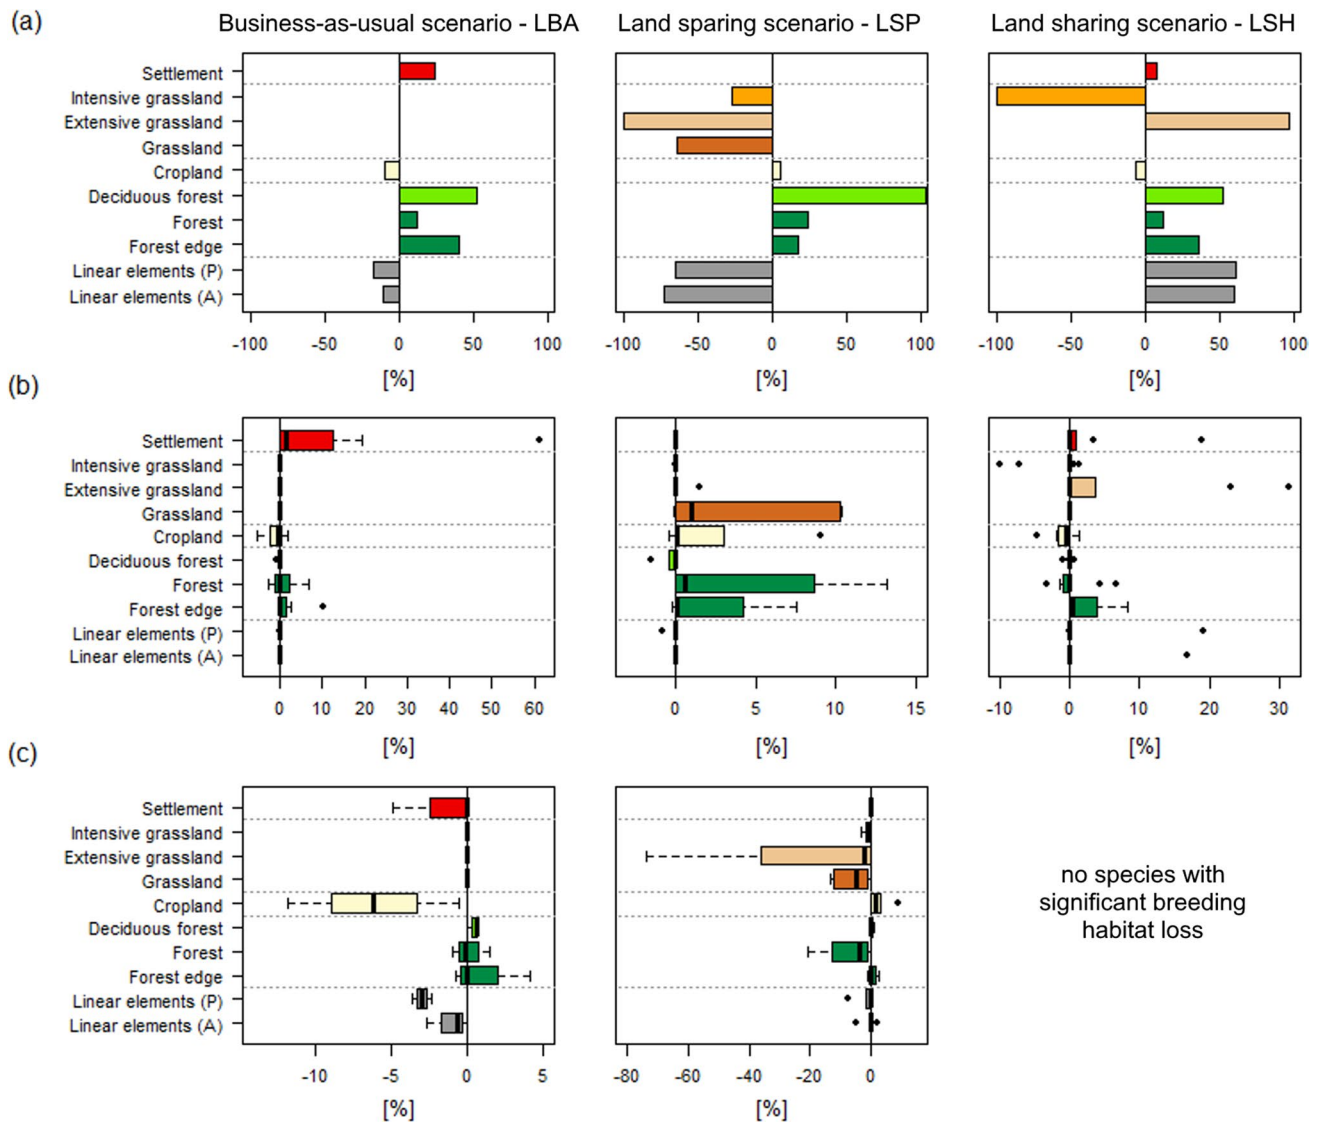 (a)
Business-as-usual scenario - LBA
Land sparing scenario - LSP
Land sharing scenario - LSH
Settlement
Intensive grassland
Extensive grassland
Grassland
Cropland
Deciduous forest
Forest
Forest edge
Linear elements (P)
Linear elements (A)
-100 -50 0 50 100
[%]
-100 -50 0 50 100
[%]
-100 -50 0 50 100
[%]
(b)
Settlement
Intensive grassland
Extensive grassland
Grassland
Cropland
Deciduous forest
Forest
Forest edge
Linear elements (P)
Linear elements (A)
0 10 20 30 40 50 60
[%]
0 5 10 15
[%]
-10 0 10 20 30
[%]
(c)
Settlement
Intensive grassland
Extensive grassland
Grassland
Cropland
Deciduous forest
Forest
Forest edge
Linear elements (P)
Linear elements (A)
-10 -5 0 5
[%]
-80 -60 -40 -20 0
[%]
no species with
significant breeding
habitat loss